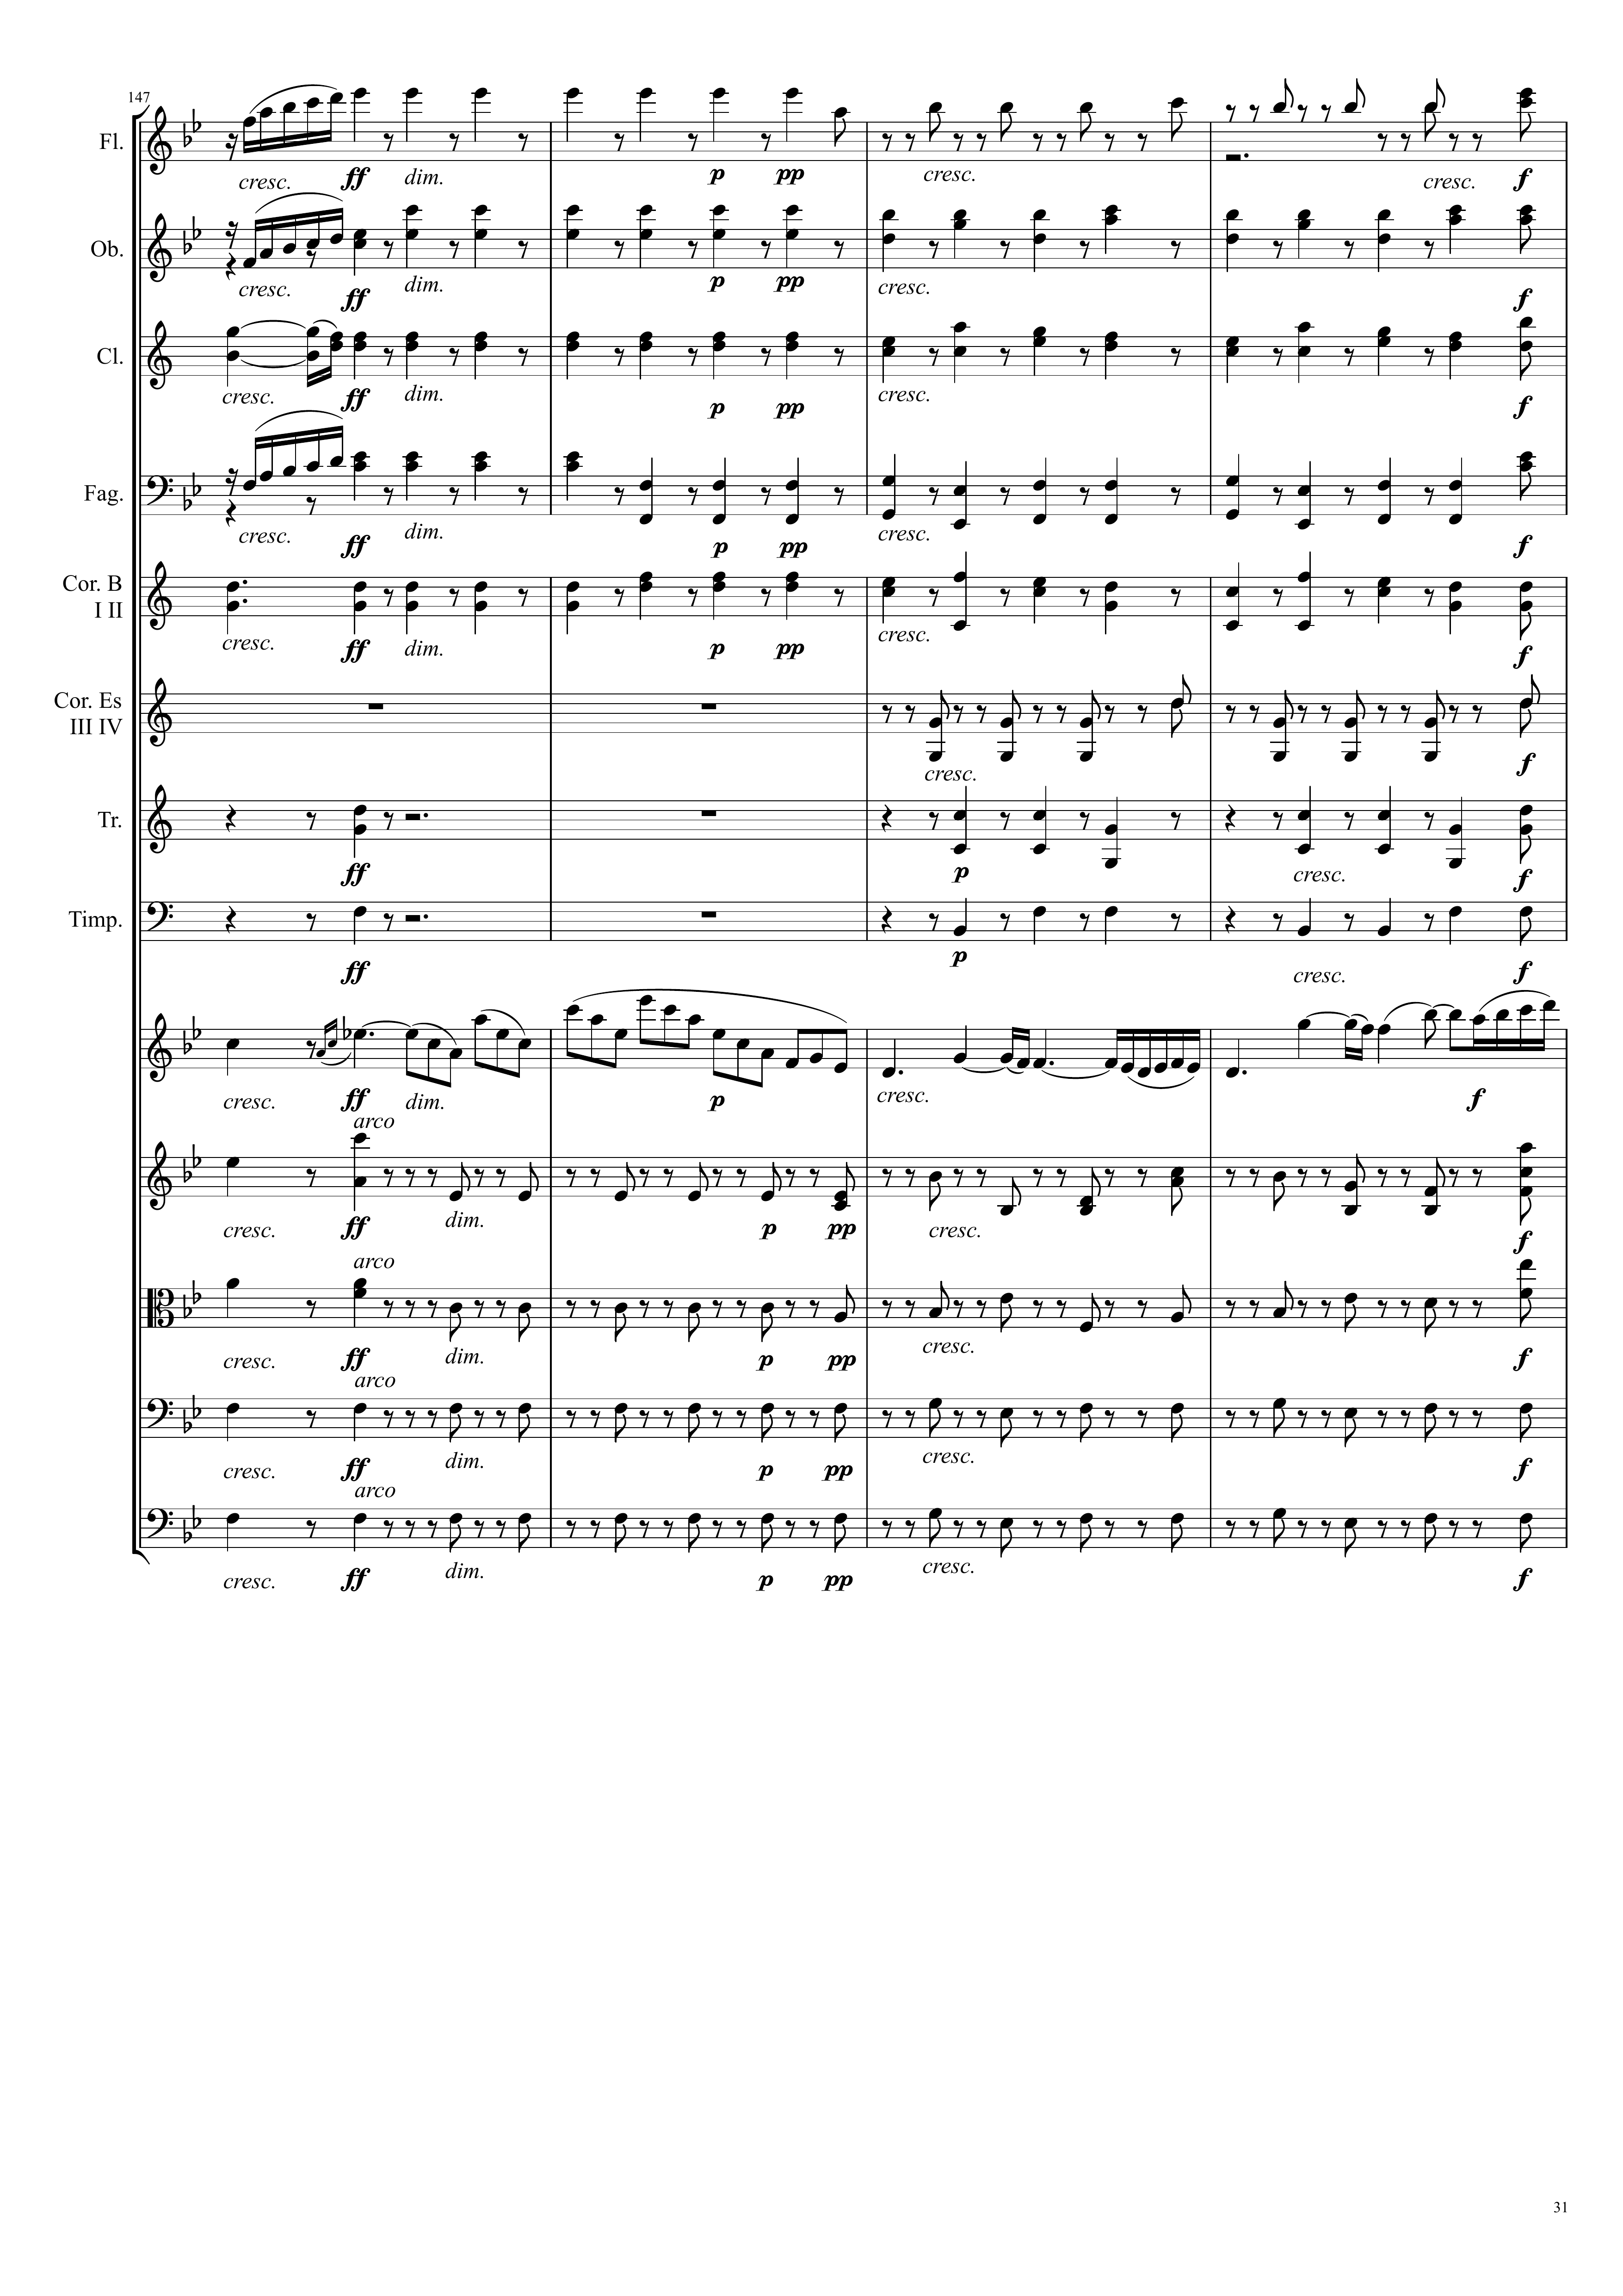 147
Fl.
cresc.
ff
dim.
p
pp
cresc.
cresc.
f
Ob.
cresc.
ff
dim.
p
pp
cresc.
f
Cl.
cresc.
ff
dim.
p
pp
cresc.
f
Fag.
cresc.
ff
dim.
p
pp
cresc.
f
Cor. B
I II
cresc.
ff
dim.
p
pp
cresc.
f
Cor. Es
III IV
cresc.
f
Tr.
ff
p
cresc.
f
Timp.
ff
p
cresc.
f
cresc.
ff
dim.
p
cresc.
f
arco
cresc.
ff
dim.
p
pp
cresc.
f
arco
cresc.
ff
dim.
p
pp
cresc.
f
arco
cresc.
ff
dim.
p
pp
cresc.
f
arco
cresc.
ff
dim.
p
pp
cresc.
f
31